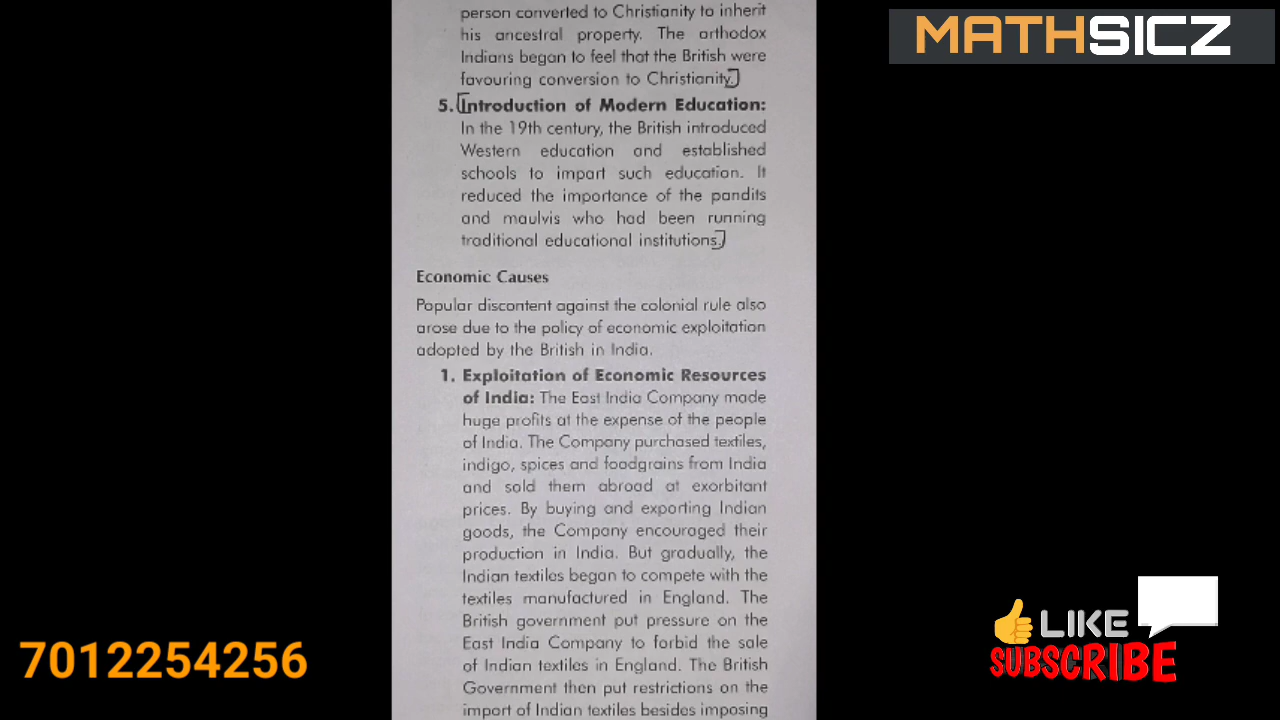 person converted to Christianity to inherit
his ancestral property. The orthodox
Indians began to feel that the British were
favouring conversion to Christianity.
5. Introduction of Modern Education:
In the 19th century, the British introduced
Western education and established
schools to impart such education. It
reduced the importance of the pandits
and maulvis who had been running
traditional educational institutions.
Economic Causes
Popular discontent against the colonial rule also
arose due to the policy of economic exploitation
adopted by the British in India.
1. Exploitation of Economic Resources
of India: The East India Company made
huge profits at the expense of the people
of India. The Company purchased textiles,
indigo, spices and foodgrains from India
and sold them abroad at exorbitant
prices. By buying and exporting Indian
goods, the Company encouraged their
production in India. But gradually, the
Indian textiles began to compete with the
textiles manufactured in England. The
British government put pressure on the
East India Company to forbid the sale
of Indian textiles in England. The British
Government then put restrictions on the
import of Indian textiles besides imposing
MATHSICZ
7012254256
LIKE
SUBSCRIBE